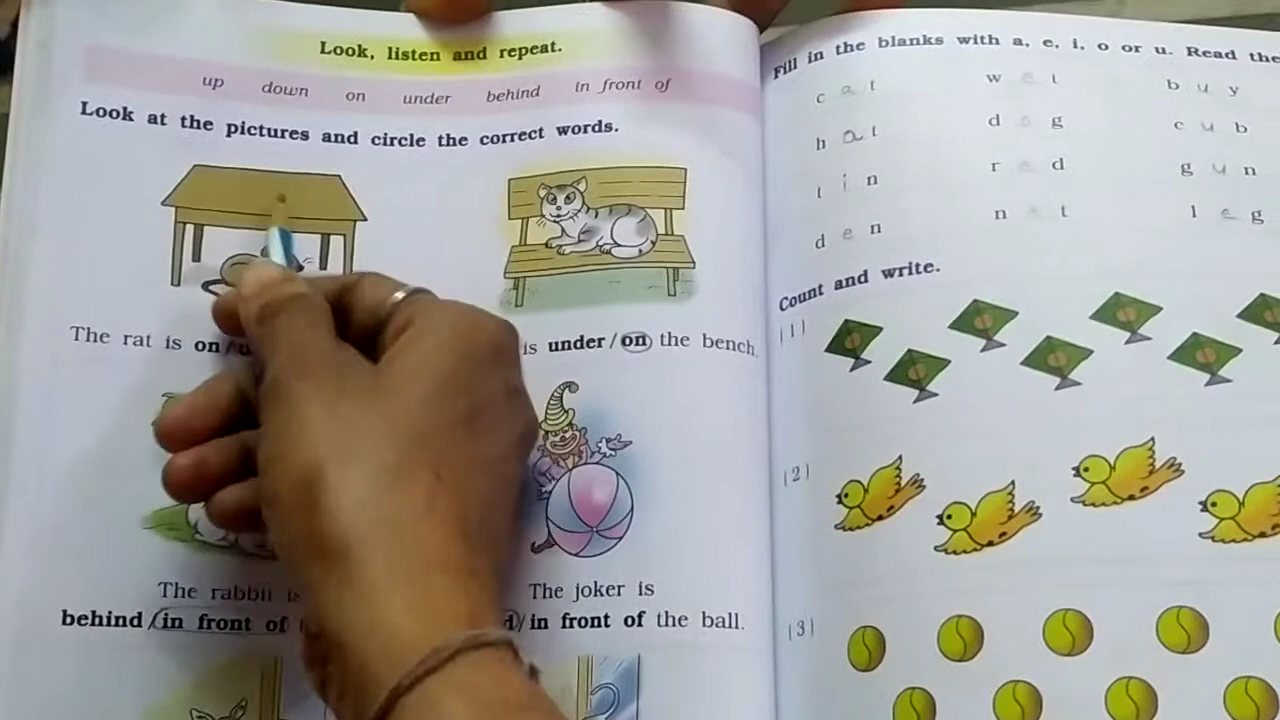 Look, listen and repeat.
up down on under behind in front of
Look at the pictures and circle the correct words.
The rat is on/
is under/on the bench.
The rabbit is
behind/in front of
The joker is
/in front of the ball.
Fill in the blanks with a, e, i, o or u. Read the
c a t w e t b u y
h a t d o g c u b
t i n r e d g u n
d e n n e t l e g
Count and write.
(1)
(2)
(3)